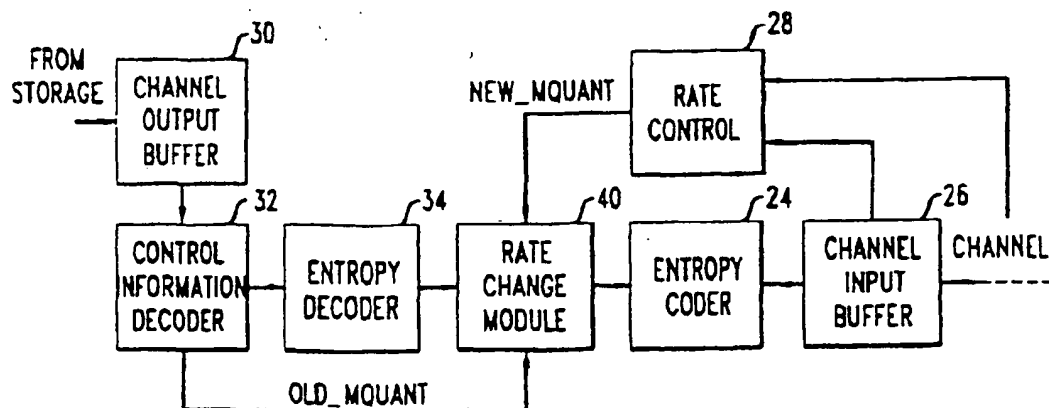 30
28
FROM
STORAGE
CHANNEL
OUTPUT
BUFFER
NEW_MQUANT
RATE
CONTROL
32
34
40
24
26
CONTROL
INFORMATION
DECODER
ENTROPY
DECODER
RATE
CHANGE
MODULE
ENTROPY
CODER
CHANNEL
INPUT
BUFFER
CHANNEL
OLD_MQUANT